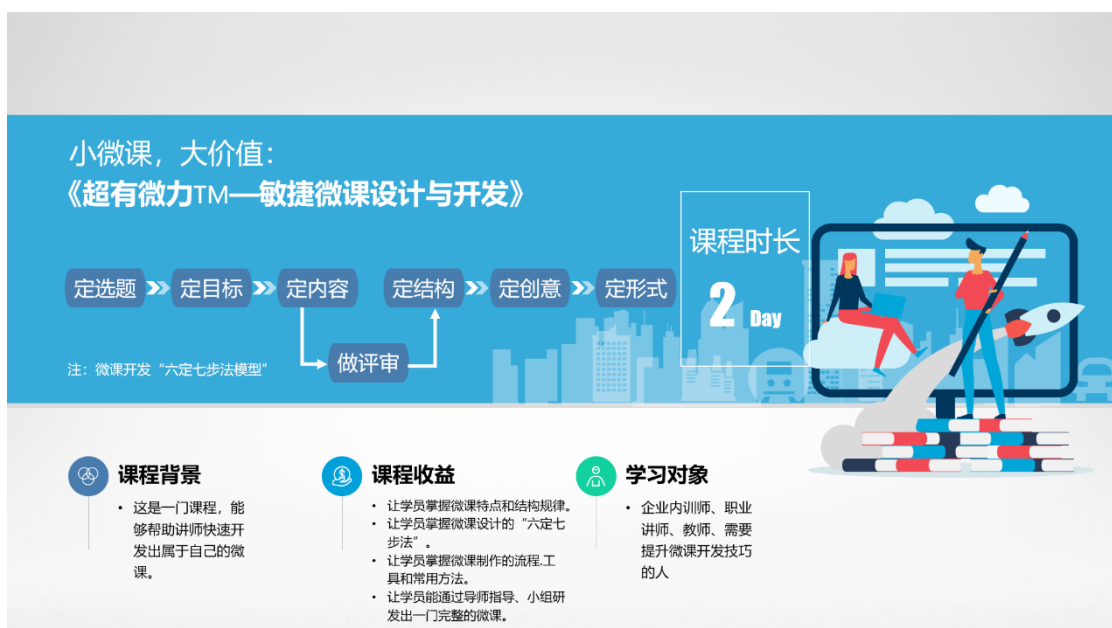 小微课，大价值：
《超有微力TM—敏捷微课设计与开发》
课程时长
2 Day
定选题
定目标
定内容
定结构
定创意
定形式
做评审
注：微课开发“六定七步法模型”
课程背景
• 这是一门课程，能
够帮助讲师快速开
发出属于自己的微
课。
课程收益
• 让学员掌握微课特点和结构规律。
• 让学员掌握微课设计的“六定七
步法”。
• 让学员掌握微课制作的流程.工
具和常用方法。
• 让学员能通过导师指导、小组研
发出一门完整的微课。
学习对象
• 企业内训师、职业
讲师、教师、需要
提升微课开发技巧
的人